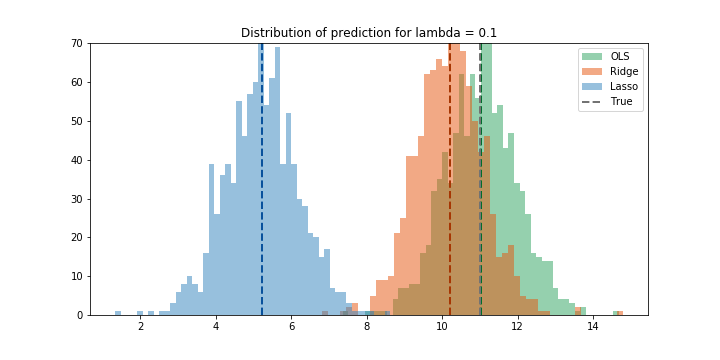 Distribution of prediction for lambda = 0.1
70
60
50
40
30
20
10
0
2 4 6 8 10 12 14
OLS
Ridge
Lasso
True